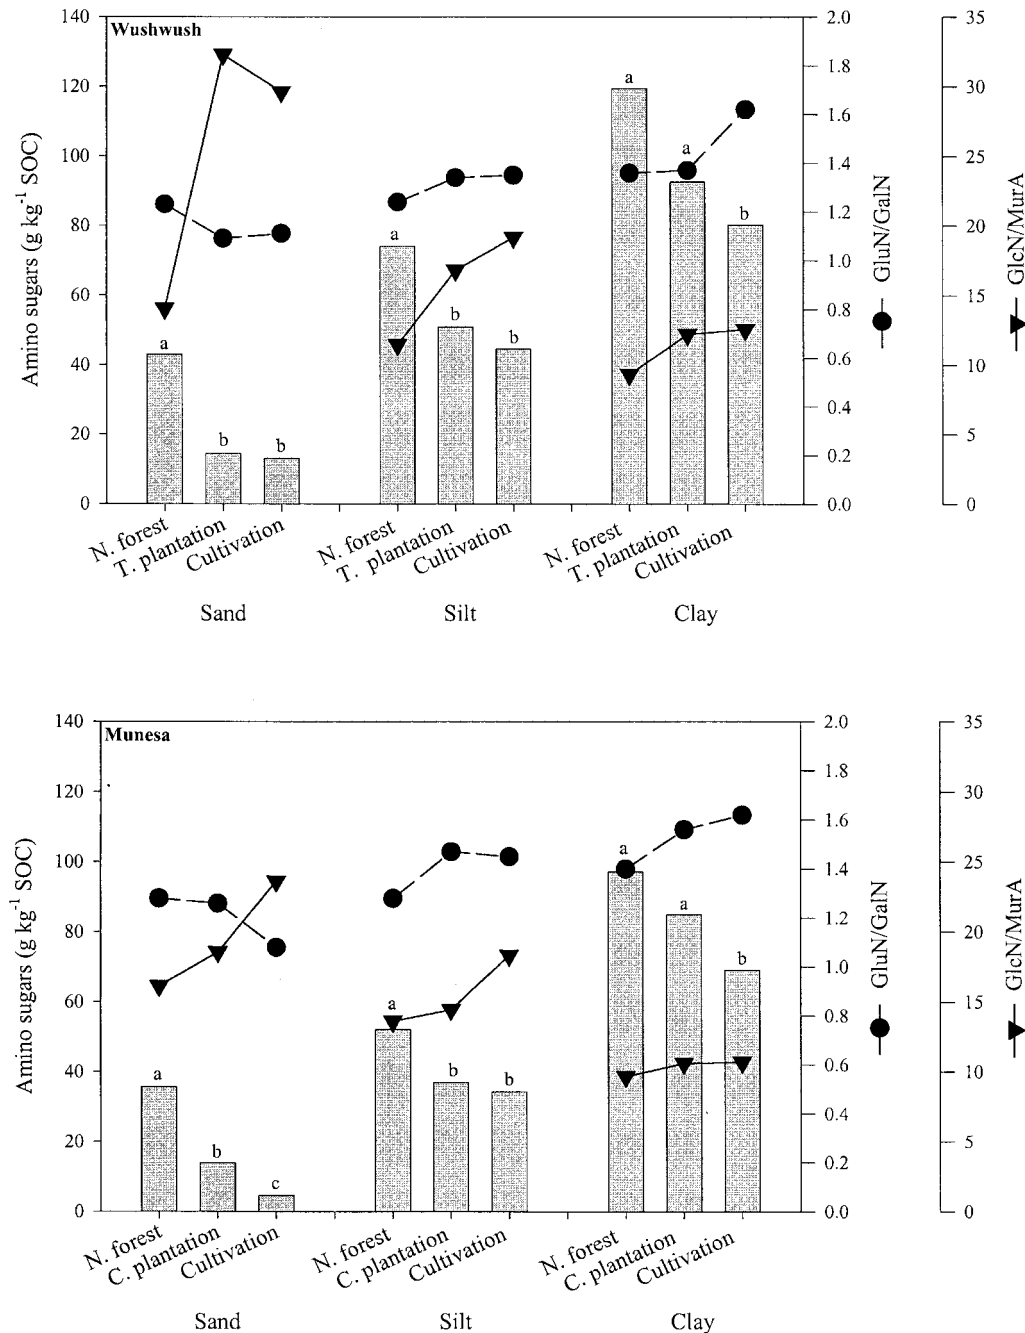 Wushwush
Amino sugars (g kg⁻¹ SOC)
140
120
100
80
60
40
20
0
a
b
b
a
b
b
a
a
b
2.0
1.8
1.6
1.4
1.2
1.0
0.8
0.6
0.4
0.2
0.0
GluN/GalN
35
30
25
20
15
10
5
0
GlcN/MurA
N. forest
T. plantation
Cultivation
N. forest
T. plantation
Cultivation
N. forest
T. plantation
Cultivation
Sand
Silt
Clay
Munesa
Amino sugars (g kg⁻¹ SOC)
140
120
100
80
60
40
20
0
a
b
c
a
b
b
a
a
b
2.0
1.8
1.6
1.4
1.2
1.0
0.8
0.6
0.4
0.2
0.0
GluN/GalN
35
30
25
20
15
10
5
0
GlcN/MurA
N. forest
C. plantation
Cultivation
N. forest
C. plantation
Cultivation
N. forest
C. plantation
Cultivation
Sand
Silt
Clay